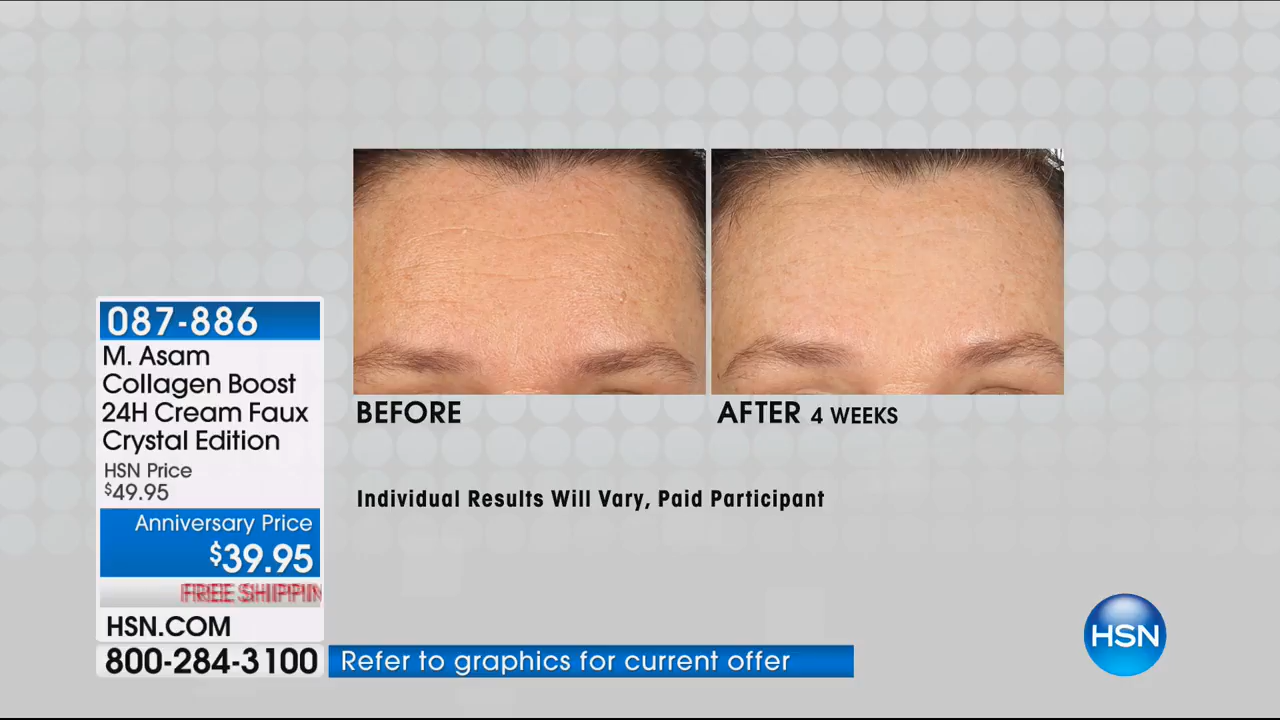 087-886
M. Asam
Collagen Boost
24H Cream Faux
Crystal Edition
HSN Price
$49.95
Anniversary Price
$39.95
FREE SHIPPIN
HSN.COM
800-284-3100
BEFORE
AFTER 4 WEEKS
Individual Results Will Vary, Paid Participant
Refer to graphics for current offer
HSN